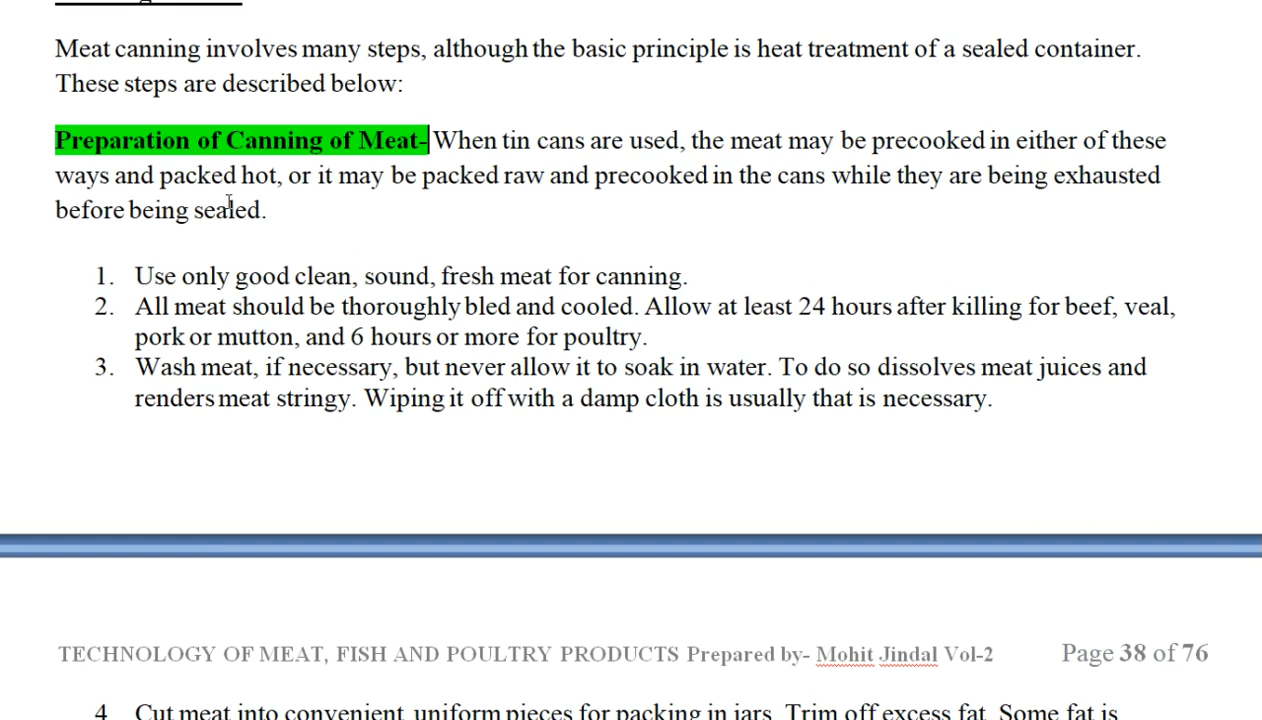 Meat canning involves many steps, although the basic principle is heat treatment of a sealed container.
These steps are described below:
Preparation of Canning of Meat- When tin cans are used, the meat may be precooked in either of these
ways and packed hot, or it may be packed raw and precooked in the cans while they are being exhausted
before being sealed.
1. Use only good clean, sound, fresh meat for canning.
2. All meat should be thoroughly bled and cooled. Allow at least 24 hours after killing for beef, veal,
pork or mutton, and 6 hours or more for poultry.
3. Wash meat, if necessary, but never allow it to soak in water. To do so dissolves meat juices and
renders meat stringy. Wiping it off with a damp cloth is usually that is necessary.
TECHNOLOGY OF MEAT, FISH AND POULTRY PRODUCTS Prepared by- Mohit Jindal Vol-2 Page 38 of 76
4 Cut meat into convenient, uniform pieces for packing in jars. Trim off excess fat. Some fat is